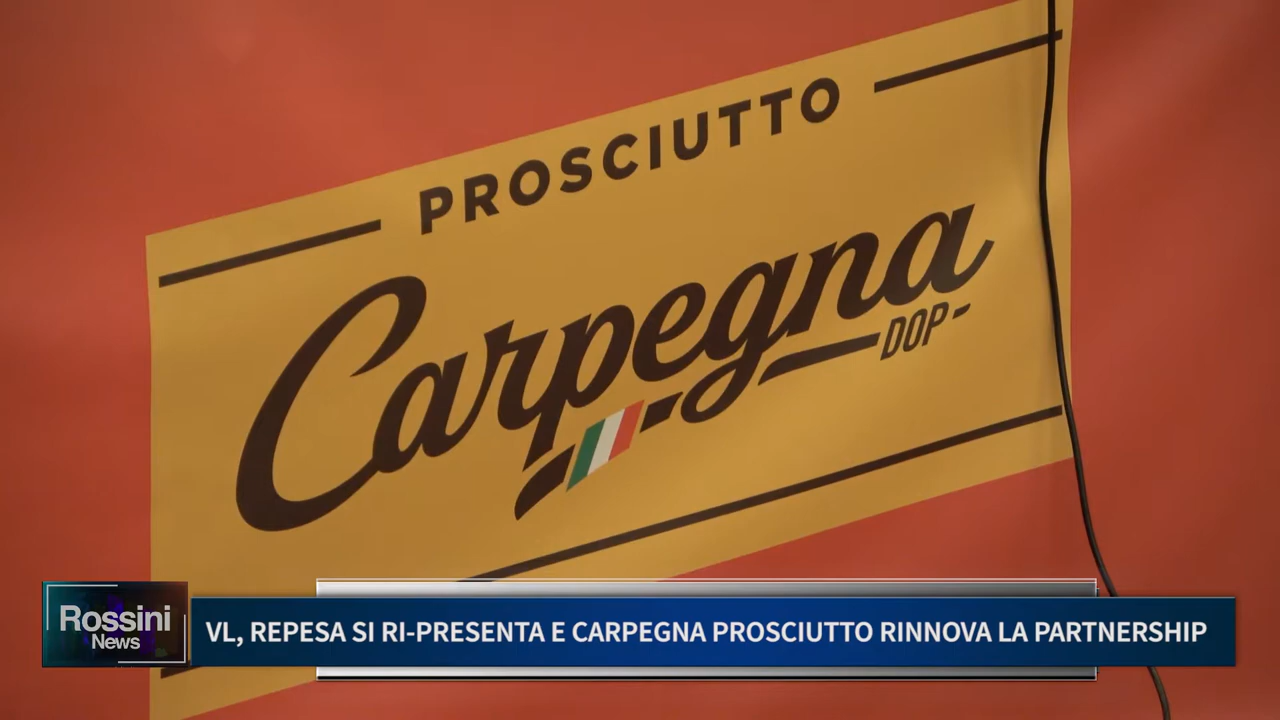 PROSCIUTTO
Carpegna
DOP
Rossini
News
VL, REPESA SI RI-PRESENTA E CARPEGNA PROSCIUTTO RINNOVA LA PARTNERSHIP